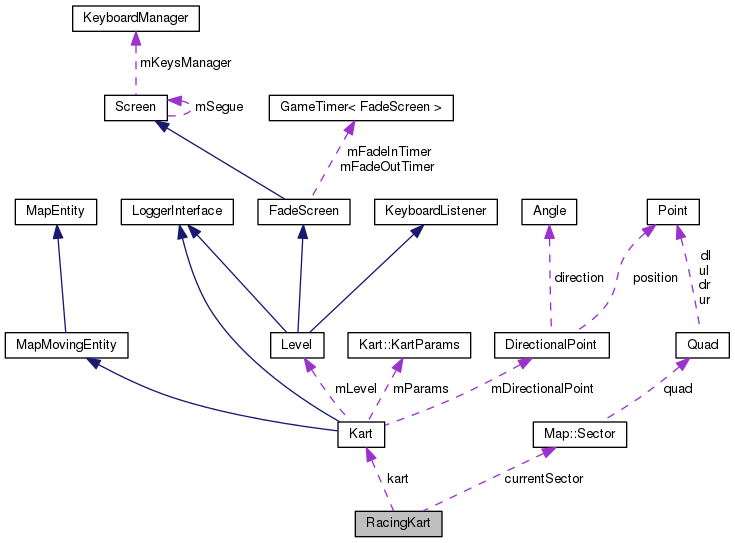 KeyboardManager
mKeysManager
Screen
mSegue
GameTimer< FadeScreen >
mFadeInTimer
mFadeOutTimer
MapEntity
LoggerInterface
FadeScreen
KeyboardListener
Angle
Point
direction
position
dl
ul
dr
ur
MapMovingEntity
Level
Kart::KartParams
DirectionalPoint
Quad
mLevel
mParams
mDirectionalPoint
quad
Kart
Map::Sector
kart
currentSector
RacingKart